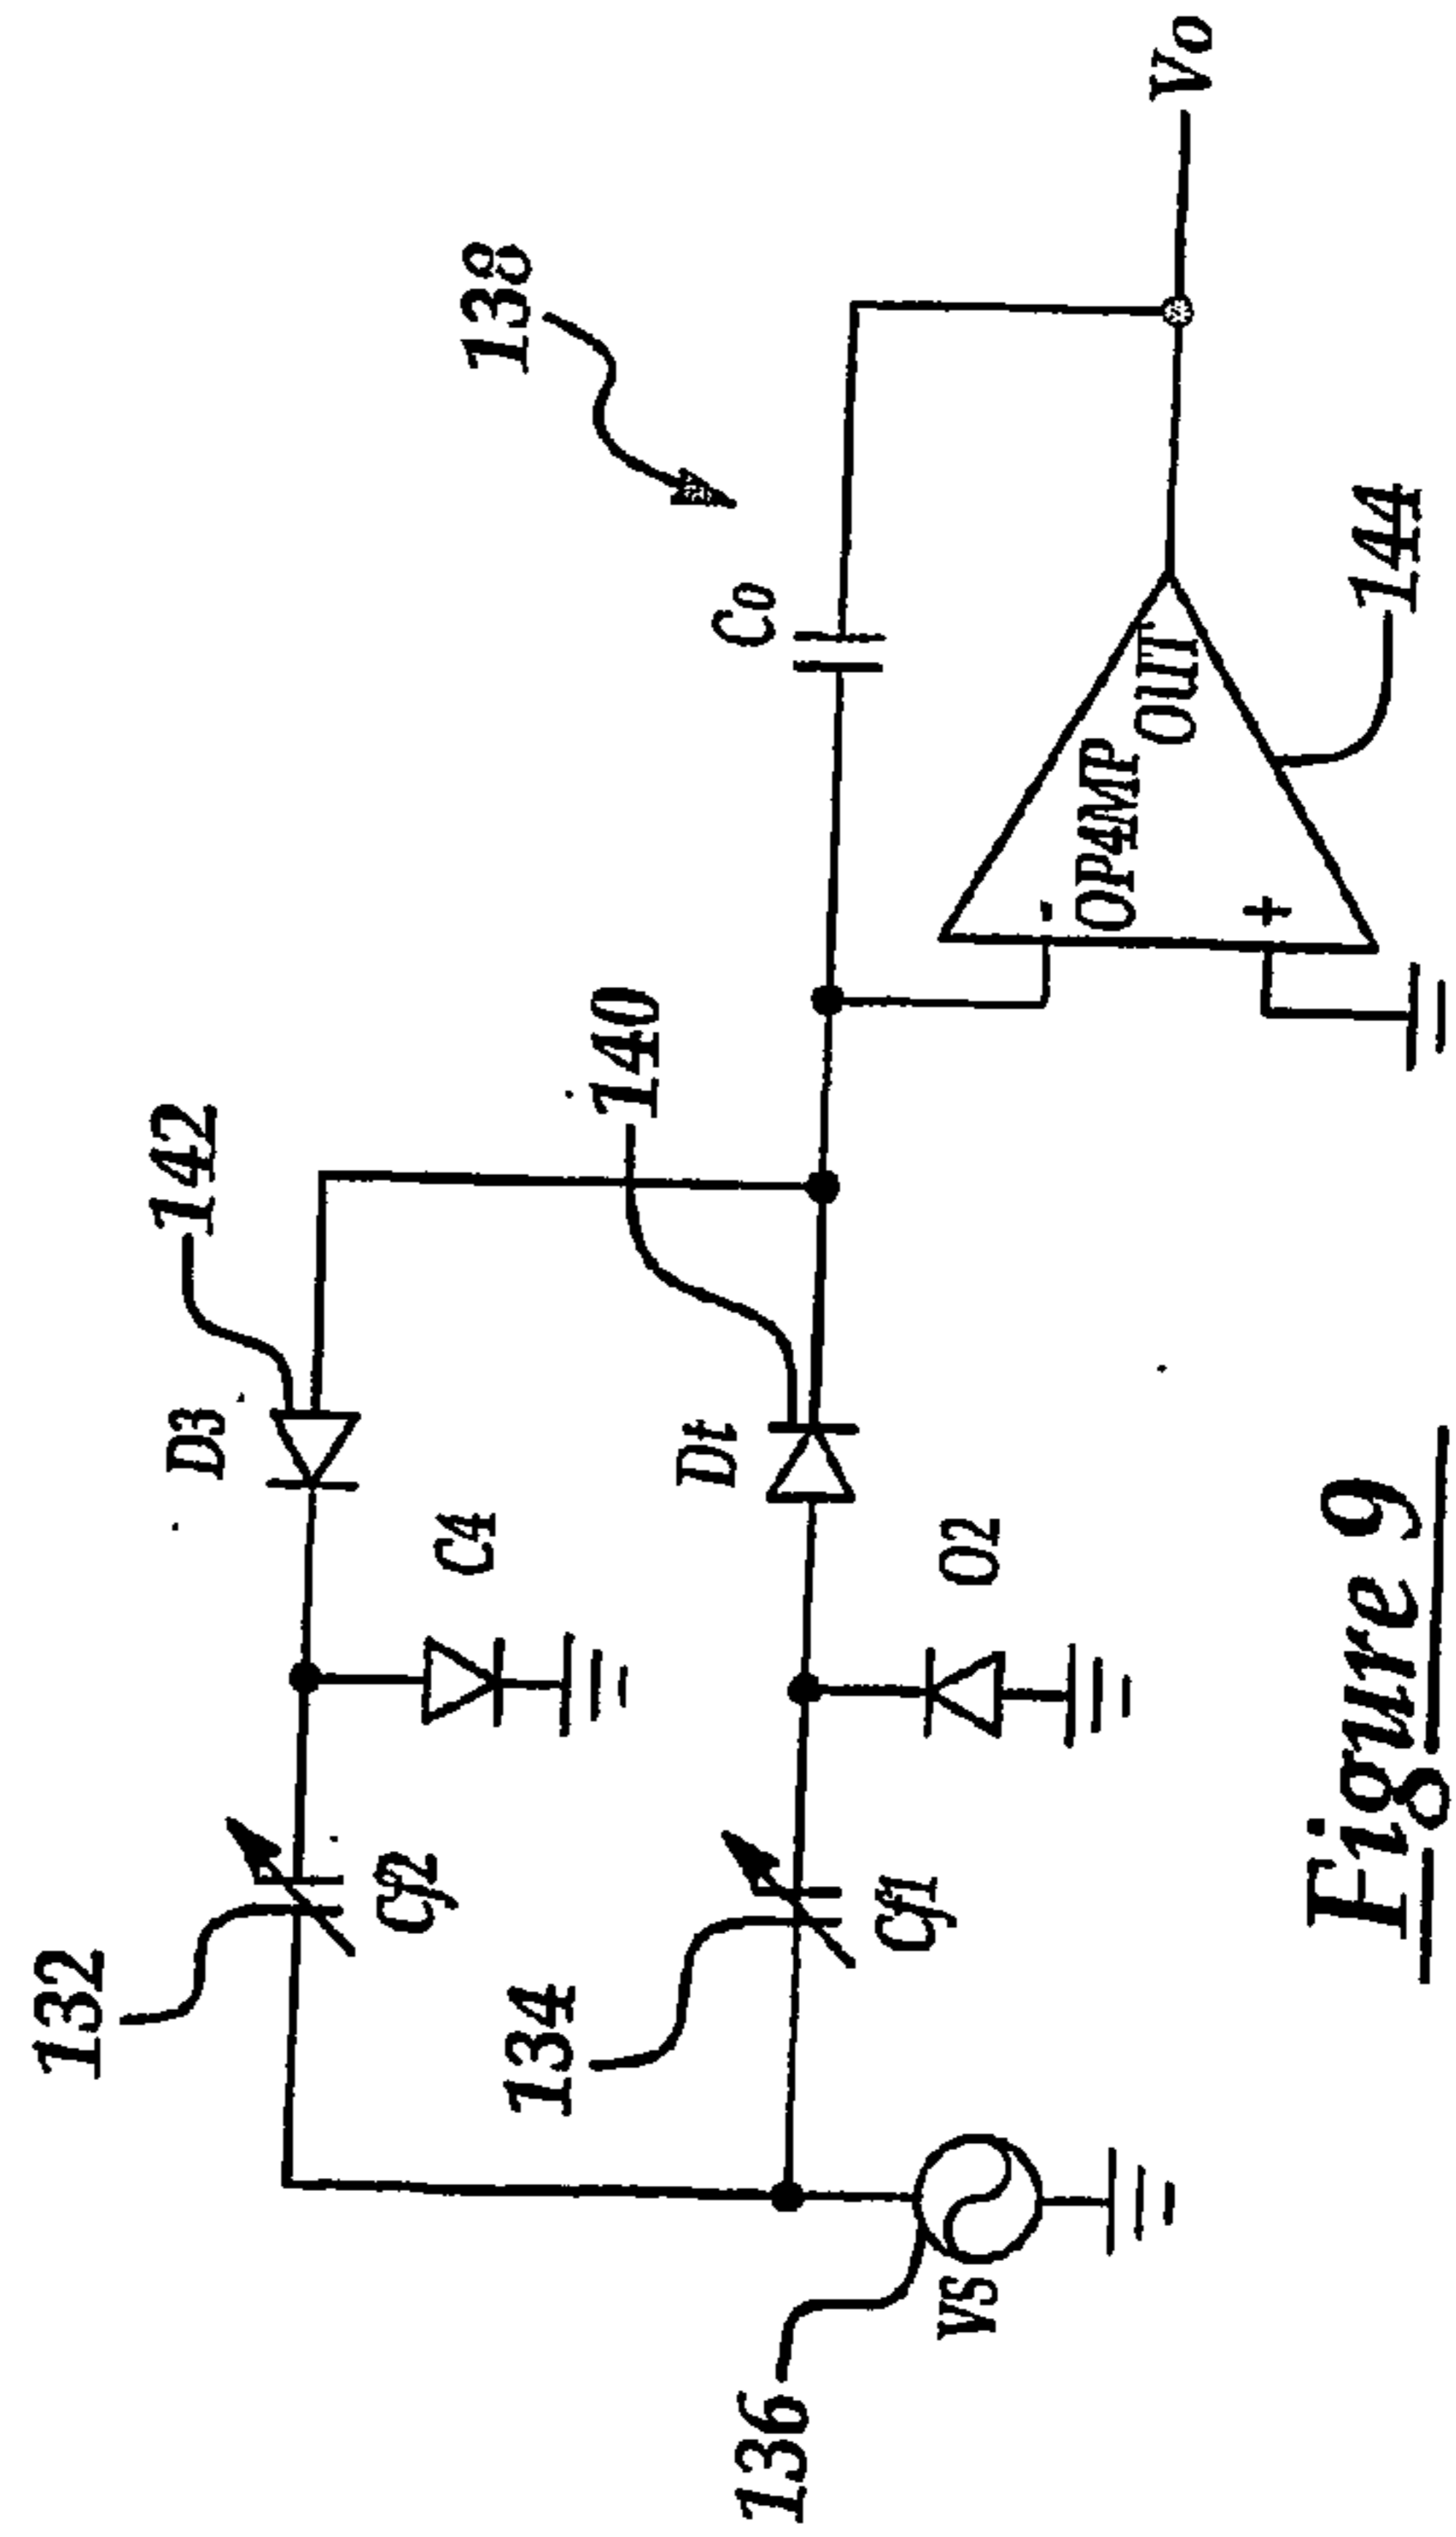 138
142
140
D3
Co
Vo
132
C4
Dt
Cf2
134
O2
-
OP4MP
OUT
+
144
Cf1
136
VS
Figure 9